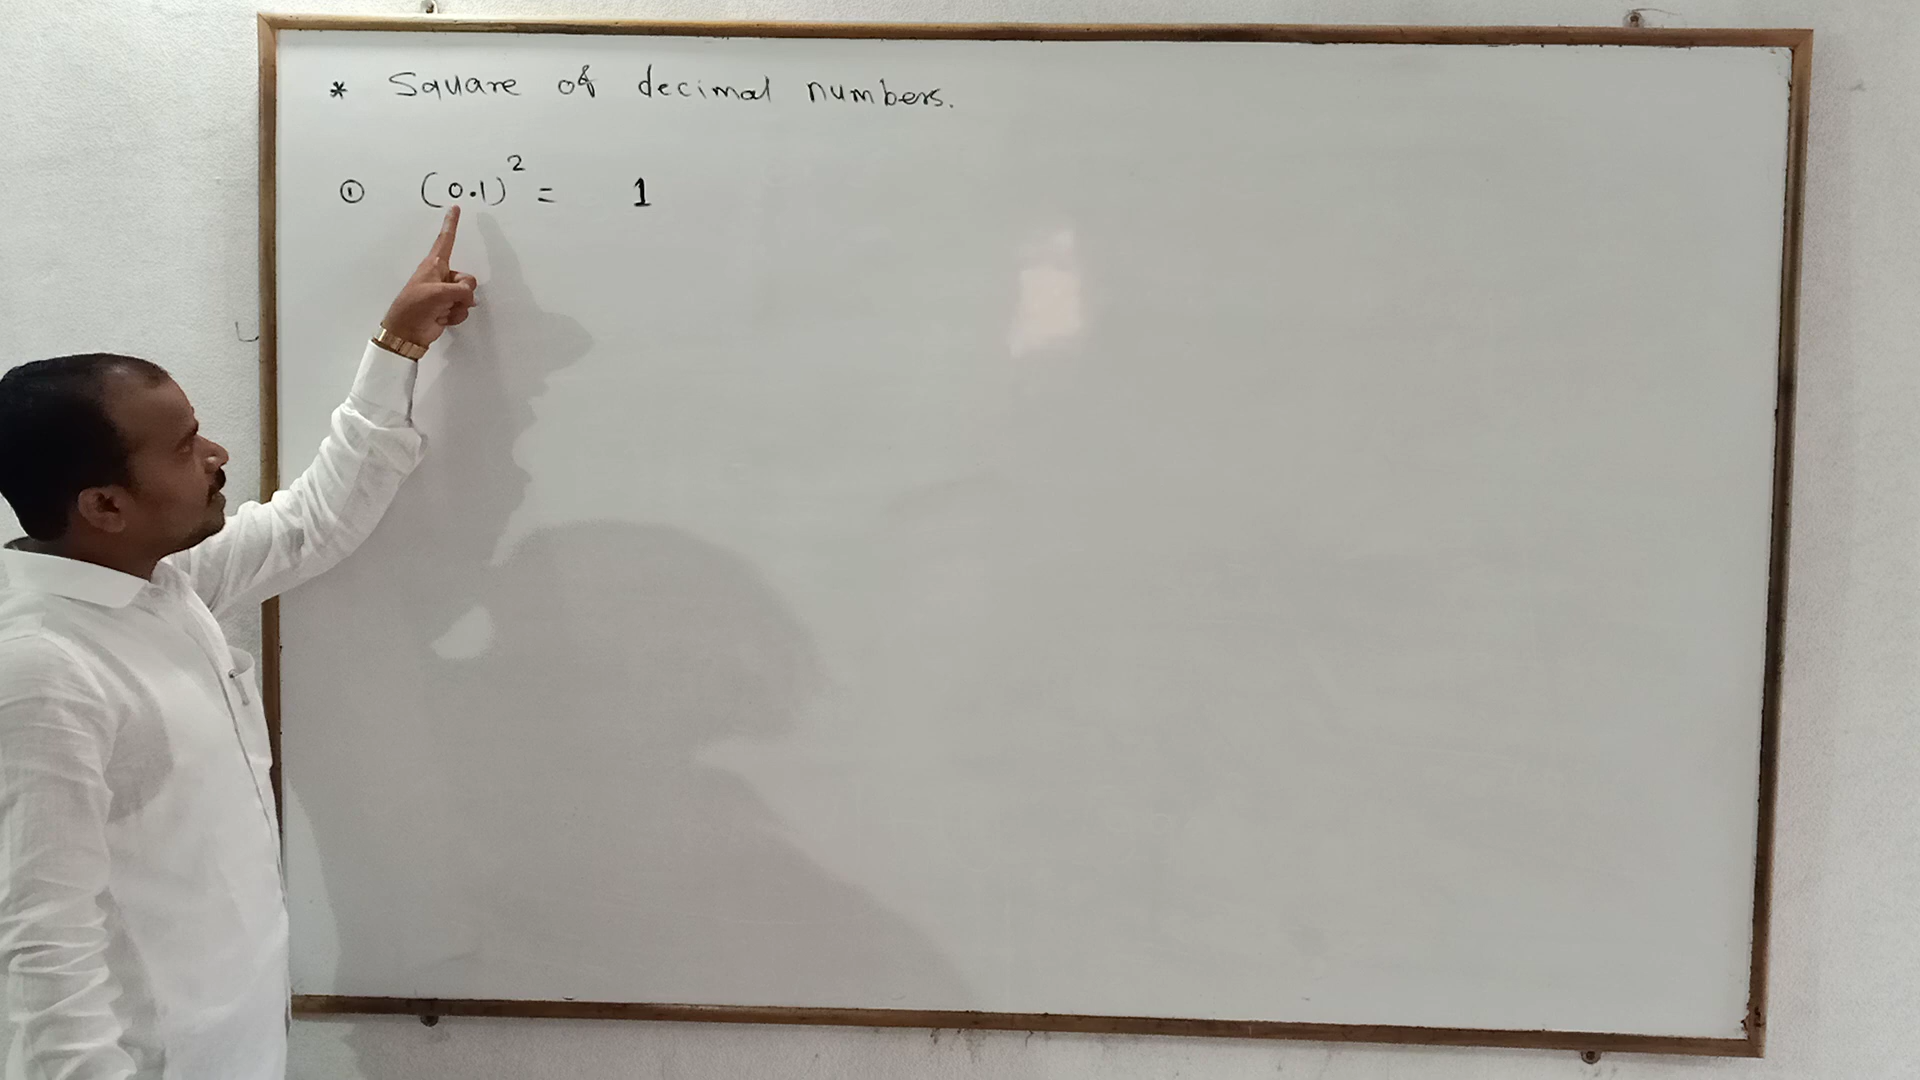 * Square of decimal numbers.
① (0.1)² = 1